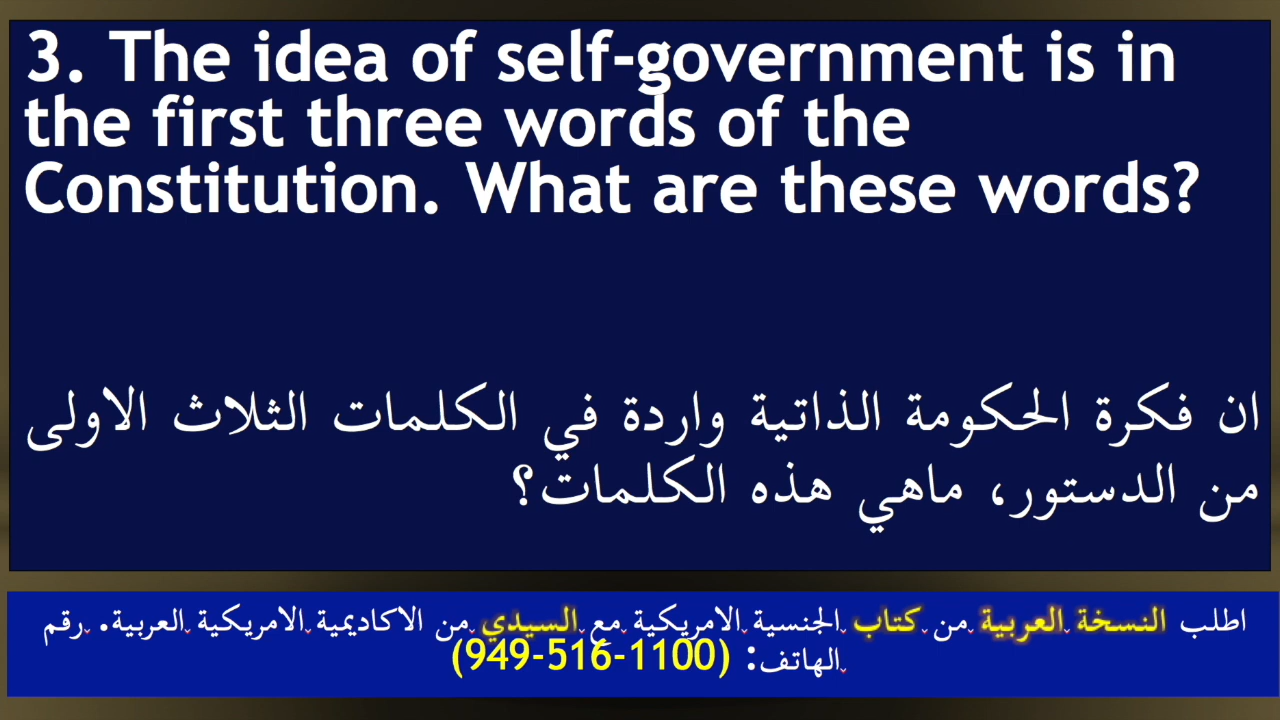 3. The idea of self-government is in
the first three words of the
Constitution. What are these words?
ان فكرة الحكومة الذاتية واردة في الكلمات الثلاث الاولى
من الدستور، ماهي هذه الكلمات؟
اطلب النسخة العربية من كتاب الجنسية الامريكية مع السيدي من الاكاديمية الامريكية العربية. رقم
الهاتف: (949-516-1100)